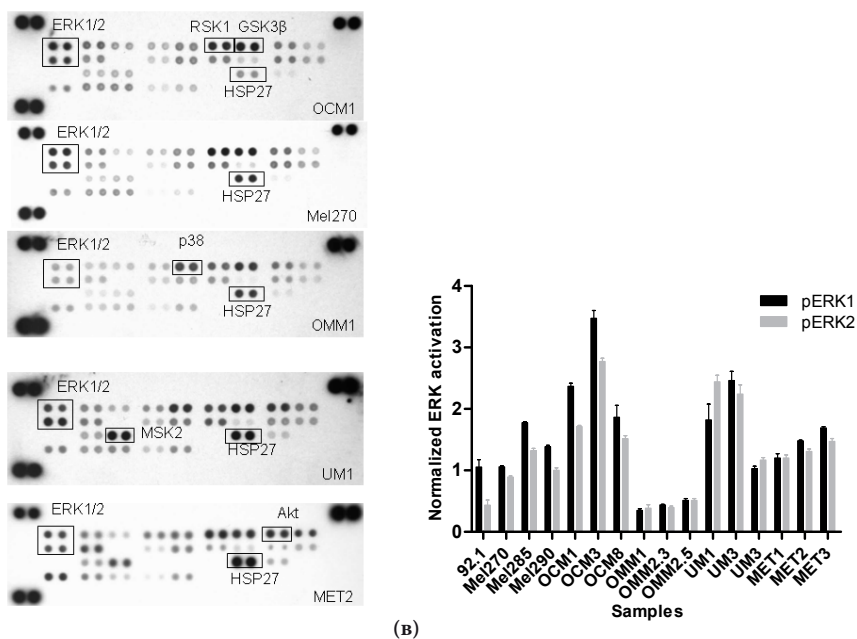 ERK1/2
RSK1 GSK3β
HSP27
OCM1
ERK1/2
HSP27
Mel270
ERK1/2
p38
HSP27
OMM1
ERK1/2
MSK2
HSP27
UM1
ERK1/2
Akt
HSP27
MET2
Normalized ERK activation
4
3
2
1
0
pERK1
pERK2
92.1
Mel270
Mel285
Mel290
OCM1
OCM3
OCM8
OMM1
OMM2.3
OMM2.5
UM1
UM3
UM3
MET1
MET2
MET3
Samples
(B)